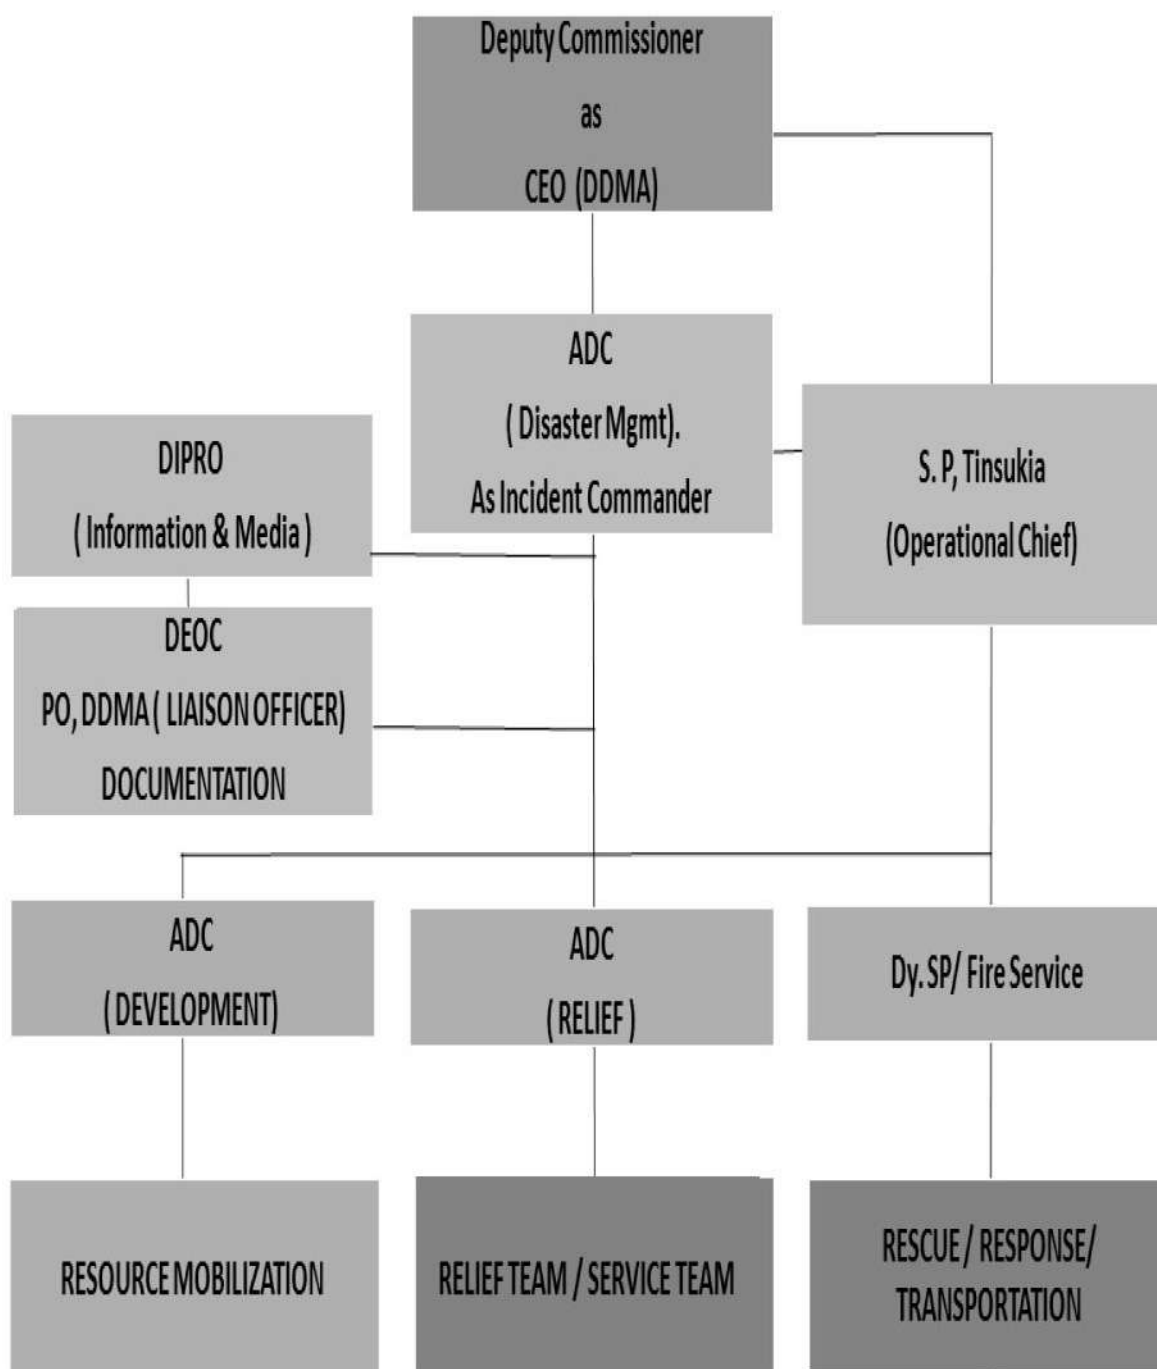 Deputy Commissioner
as
CEO (DDMA)
ADC
( Disaster Mgmt).
As Incident Commander
S. P, Tinsukia
(Operational Chief)
DIPRO
( Information & Media )
DEOC
PO, DDMA ( LIAISON OFFICER)
DOCUMENTATION
ADC
( DEVELOPMENT)
ADC
( RELIEF )
Dy. SP/ Fire Service
RESOURCE MOBILIZATION
RELIEF TEAM / SERVICE TEAM
RESCUE / RESPONSE/
TRANSPORTATION